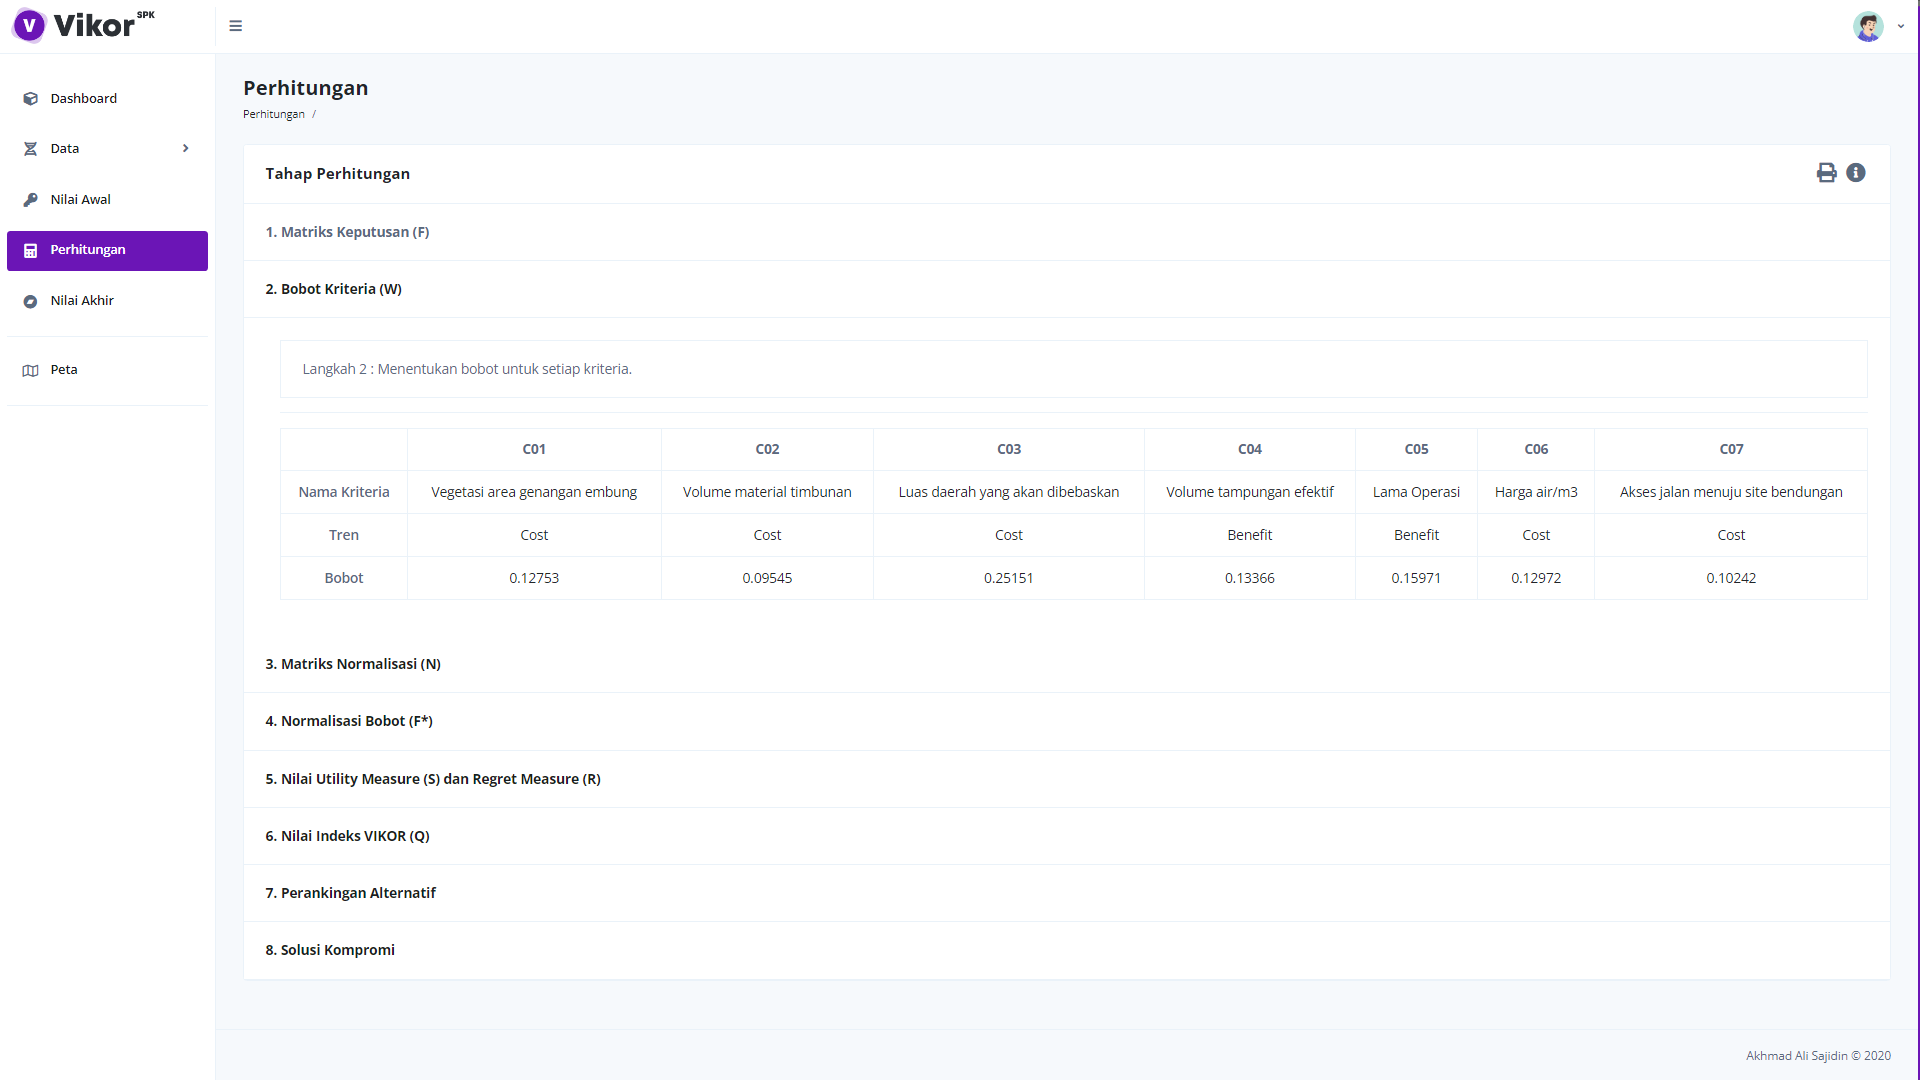 V Vikor SPK
Dashboard
Data
Nilai Awal
Perhitungan
Nilai Akhir
Peta
Perhitungan
Perhitungan /
Tahap Perhitungan
1. Matriks Keputusan (F)
2. Bobot Kriteria (W)
Langkah 2 : Menentukan bobot untuk setiap kriteria.
C01 C02 C03 C04 C05 C06 C07
Nama Kriteria Vegetasi area genangan embung Volume material timbunan Luas daerah yang akan dibebaskan Volume tampungan efektif Lama Operasi Harga air/m3 Akses jalan menuju site bendungan
Tren Cost Cost Cost Benefit Benefit Cost Cost
Bobot 0.12753 0.09545 0.25151 0.13366 0.15971 0.12972 0.10242
3. Matriks Normalisasi (N)
4. Normalisasi Bobot (F*)
5. Nilai Utility Measure (S) dan Regret Measure (R)
6. Nilai Indeks VIKOR (Q)
7. Perankingan Alternatif
8. Solusi Kompromi
Akhmad Ali Sajidin © 2020